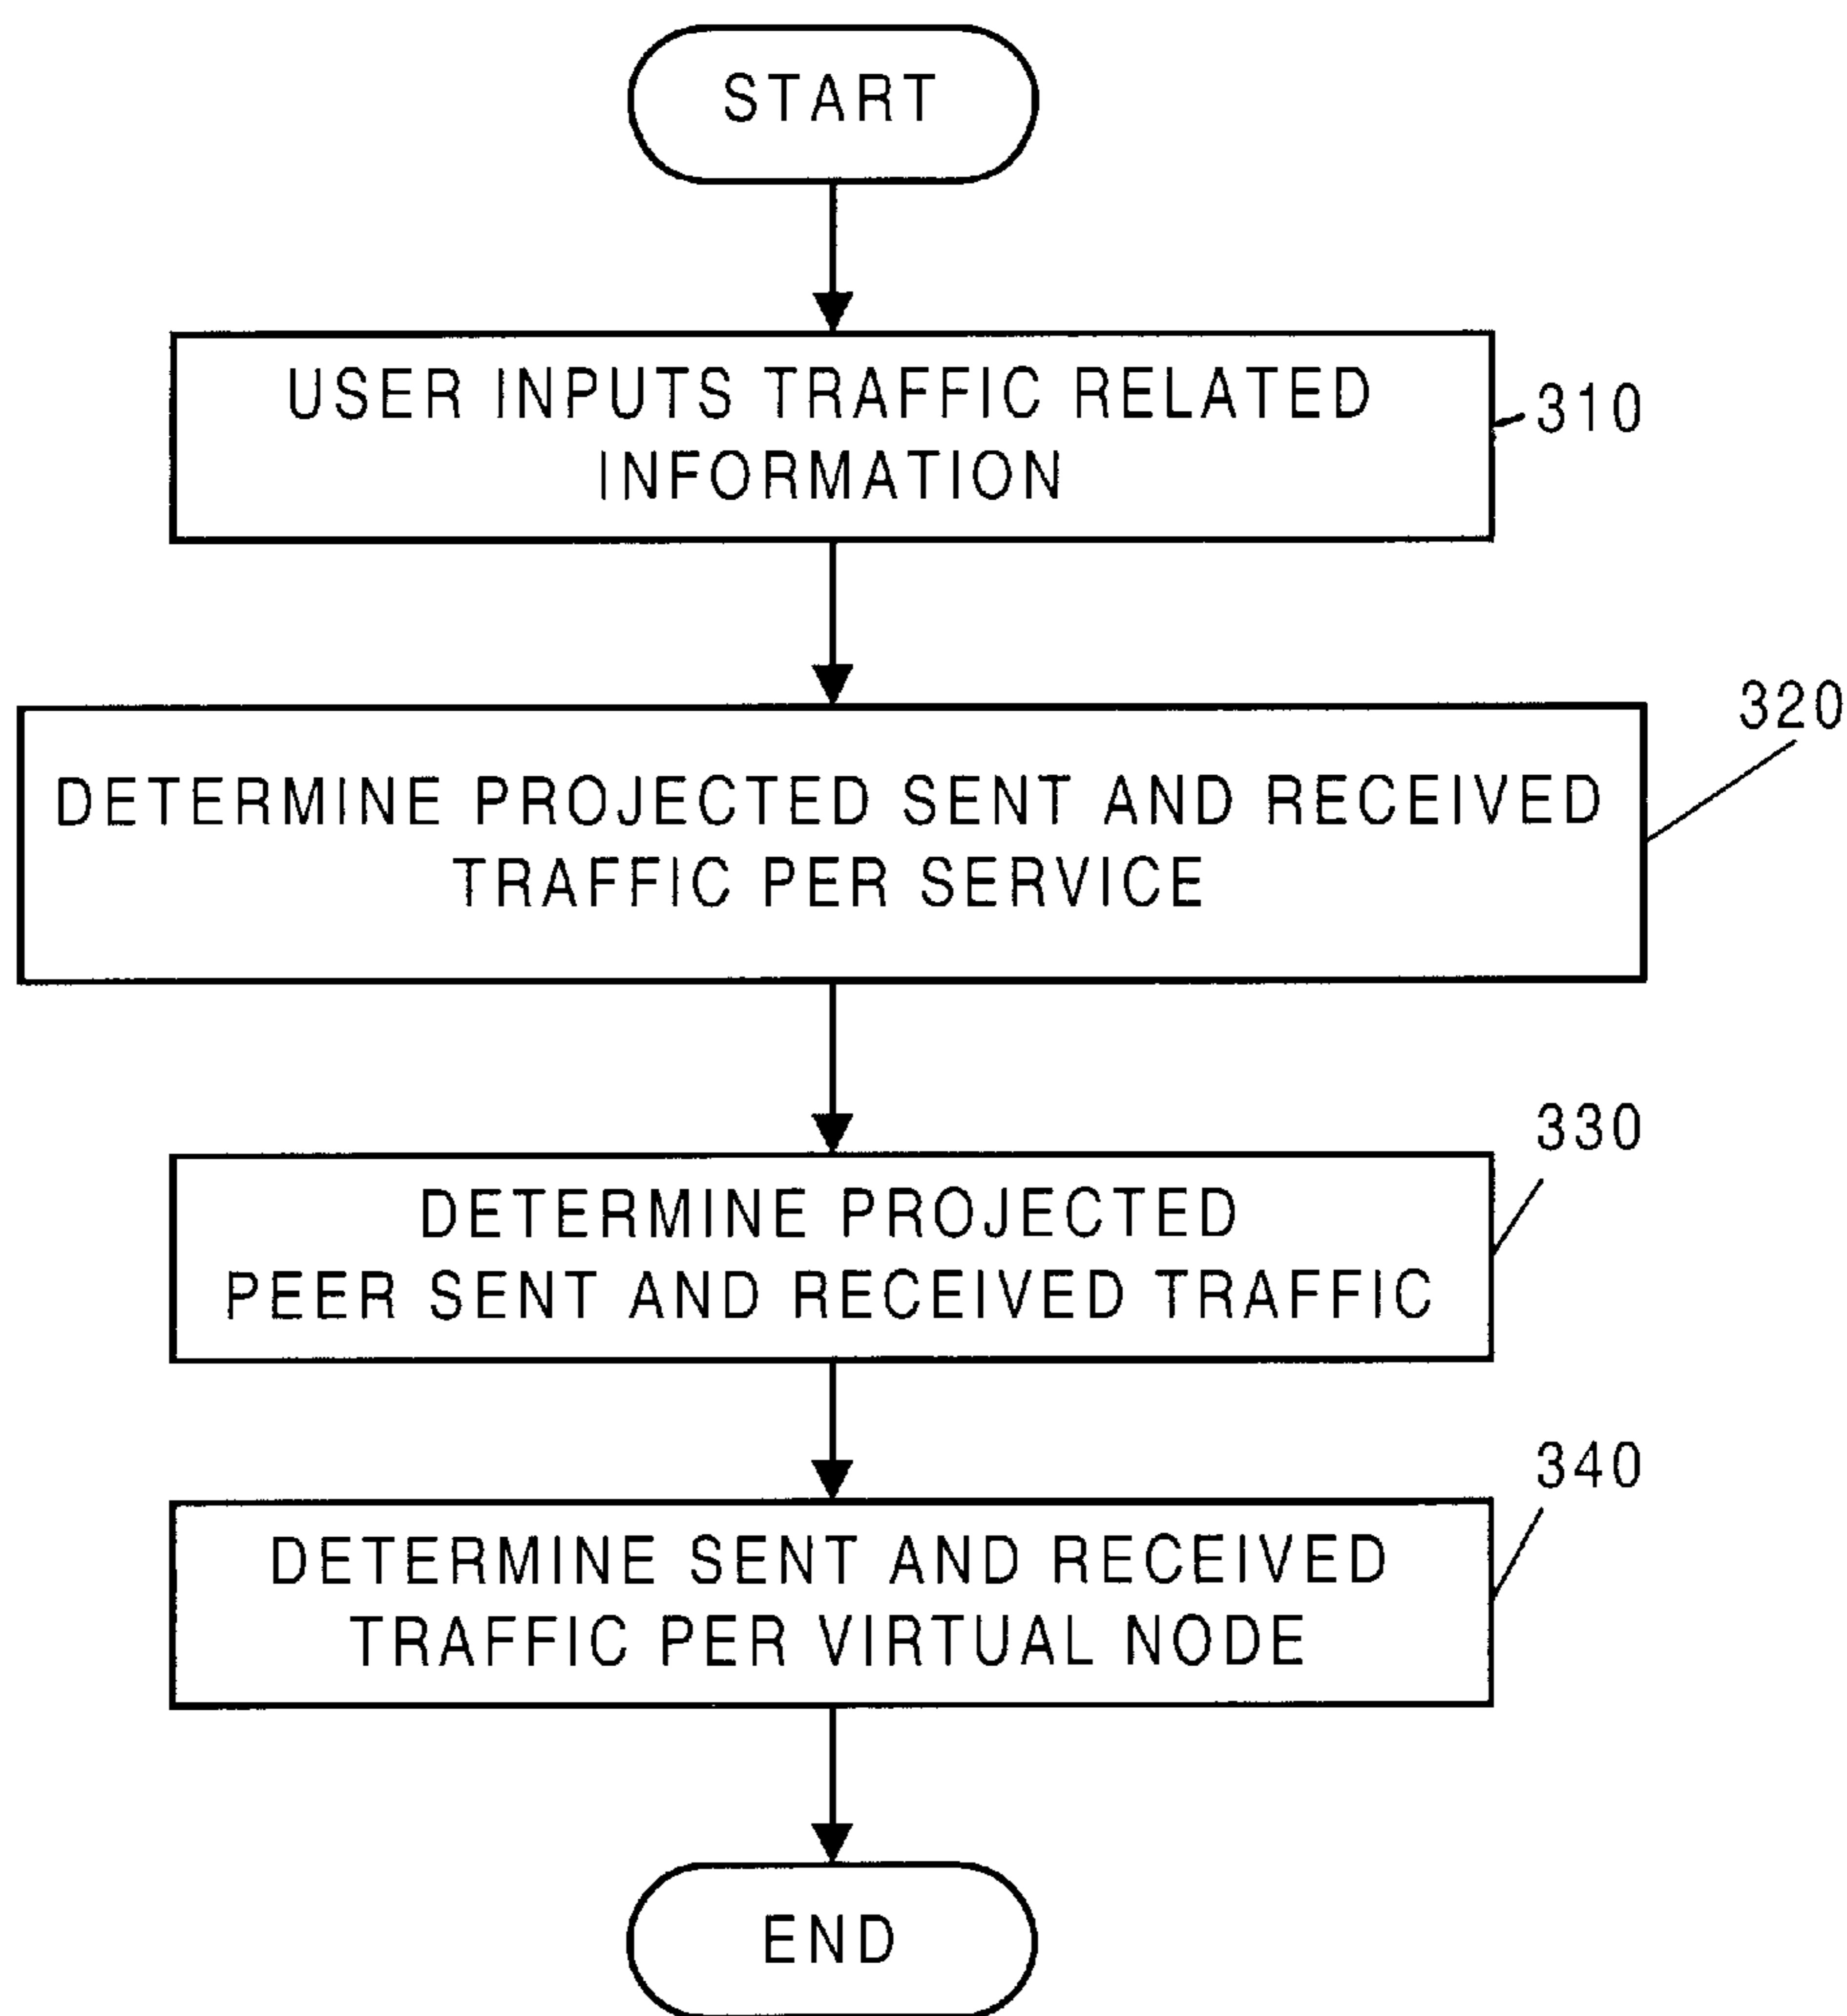 START
USER INPUTS TRAFFIC RELATED
INFORMATION
310
320
DETERMINE PROJECTED SENT AND RECEIVED
TRAFFIC PER SERVICE
330
DETERMINE PROJECTED
PEER SENT AND RECEIVED TRAFFIC
340
DETERMINE SENT AND RECEIVED
TRAFFIC PER VIRTUAL NODE
END